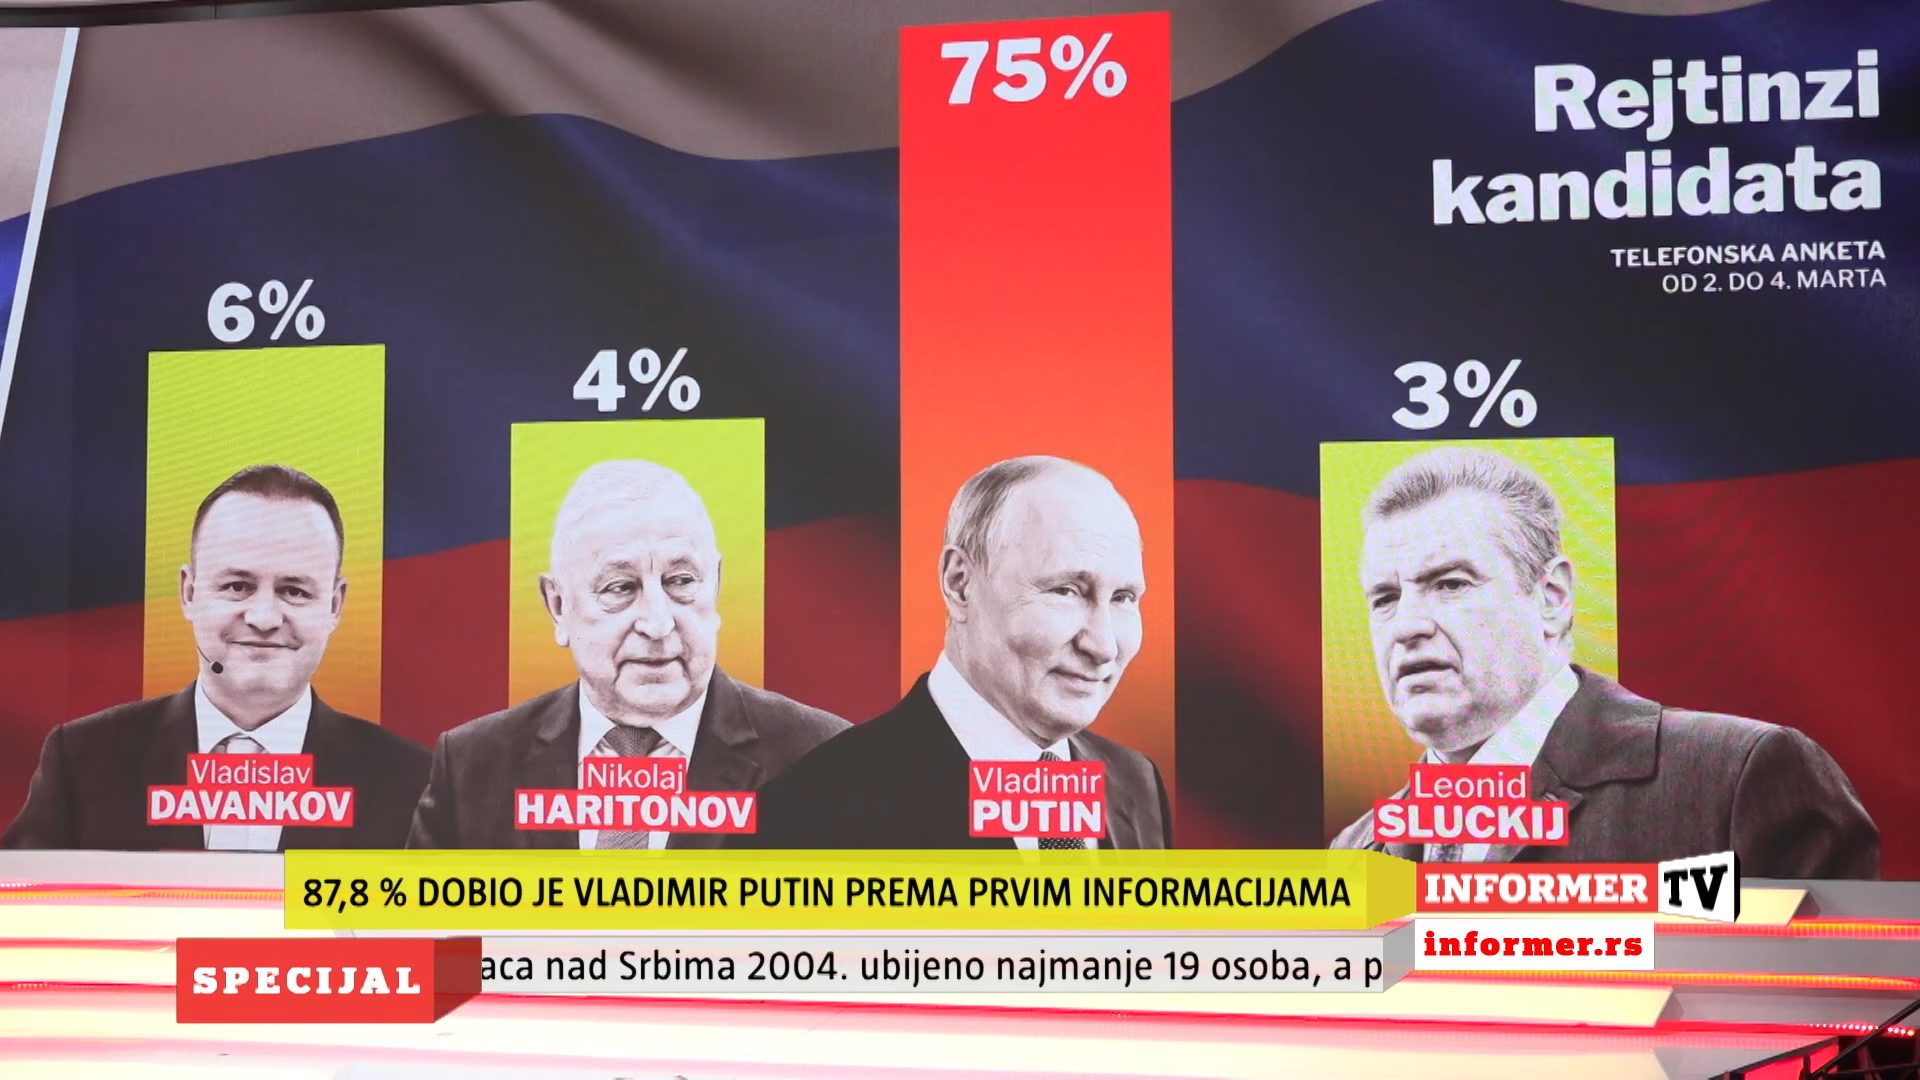 75%
Rejtinzi
kandidata
TELEFONSKA ANKETA
OD 2. DO 4. MARTA
6%
4%
3%
Vladislav
DAVANKOV
Nikolaj
HARITONOV
Vladimir
PUTIN
Leonid
SLUCKIJ
87,8 % DOBIO JE VLADIMIR PUTIN PREMA PRVIM INFORMACIJAMA
INFORMER TV
informer.rs
SPECIJAL
aca nad Srbima 2004. ubijeno najmanje 19 osoba, a p